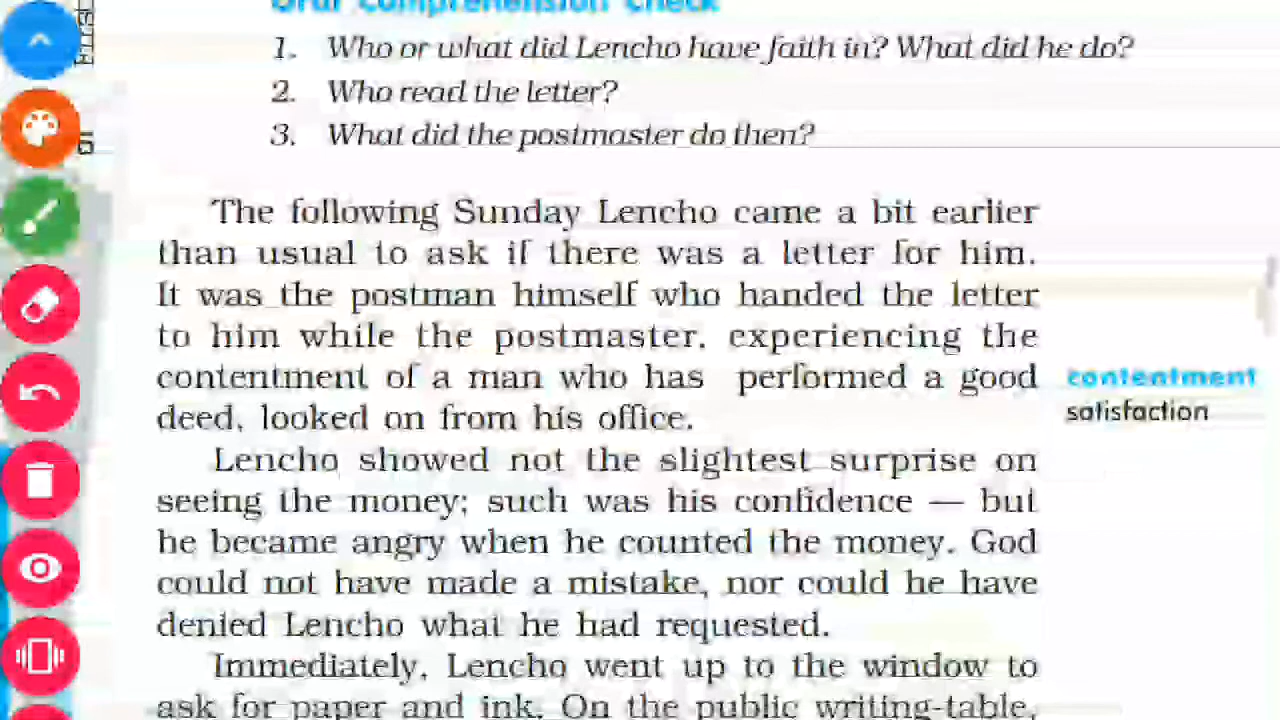 Oral Comprehension Check
1. Who or what did Lencho have faith in? What did he do?
2. Who read the letter?
3. What did the postmaster do then?
The following Sunday Lencho came a bit earlier
than usual to ask if there was a letter for him.
It was the postman himself who handed the letter
to him while the postmaster, experiencing the
contentment of a man who has performed a good
contentment
deed, looked on from his office.
satisfaction
Lencho showed not the slightest surprise on
seeing the money; such was his confidence — but
he became angry when he counted the money. God
could not have made a mistake, nor could he have
denied Lencho what he had requested.
Immediately, Lencho went up to the window to
ask for paper and ink. On the public writing-table,